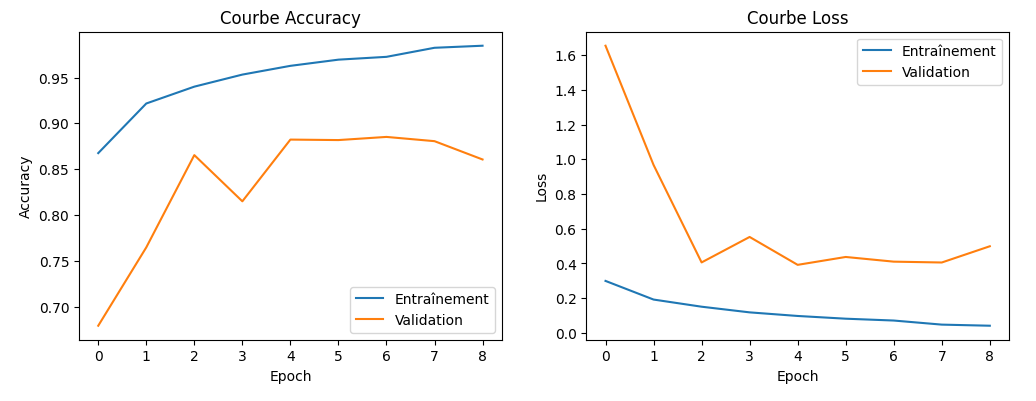 Courbe Accuracy
Accuracy
0.95
0.90
0.85
0.80
0.75
0.70
0 1 2 3 4 5 6 7 8
Epoch
Entraînement
Validation
Courbe Loss
Loss
1.6
1.4
1.2
1.0
0.8
0.6
0.4
0.2
0.0
0 1 2 3 4 5 6 7 8
Epoch
Entraînement
Validation